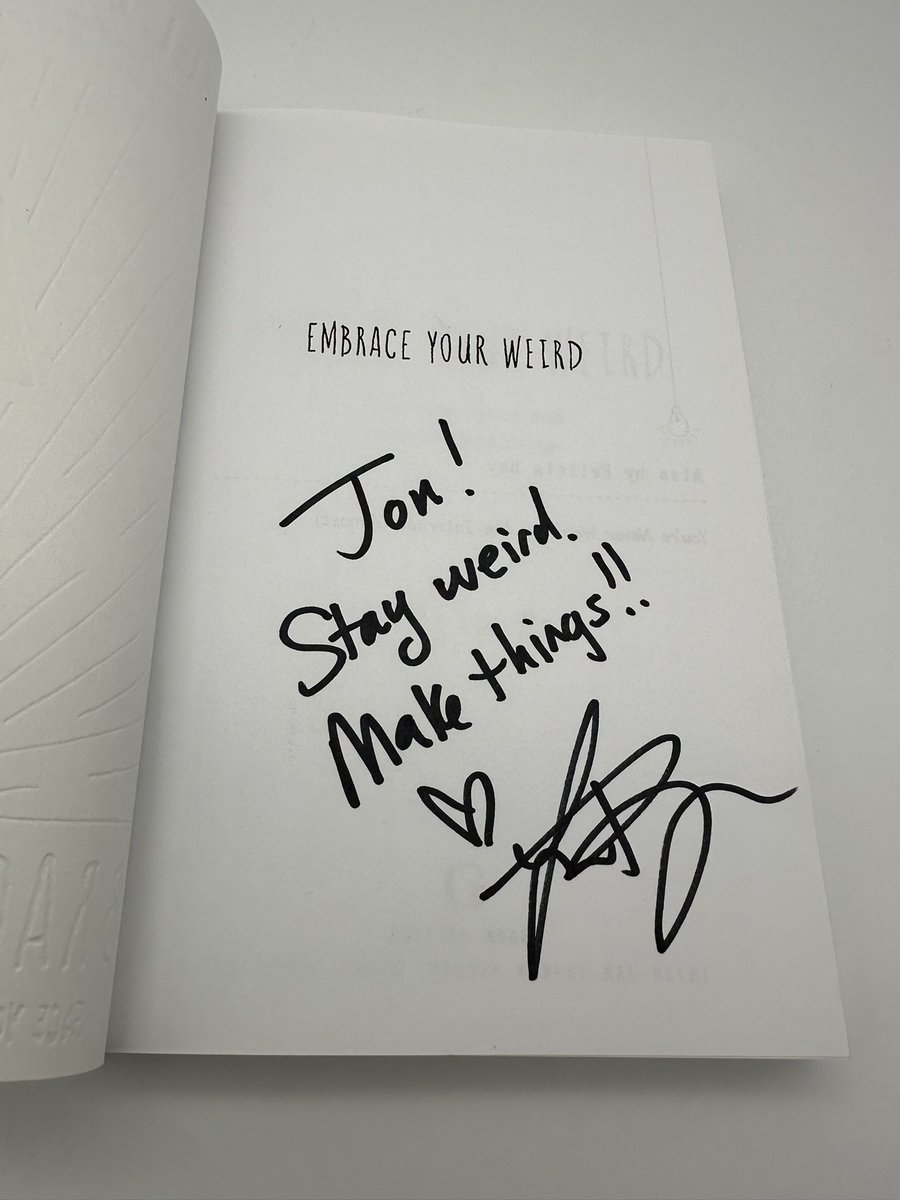 EMBRACE YOUR WEIRD
Jon!
Stay weird.
Make things!!